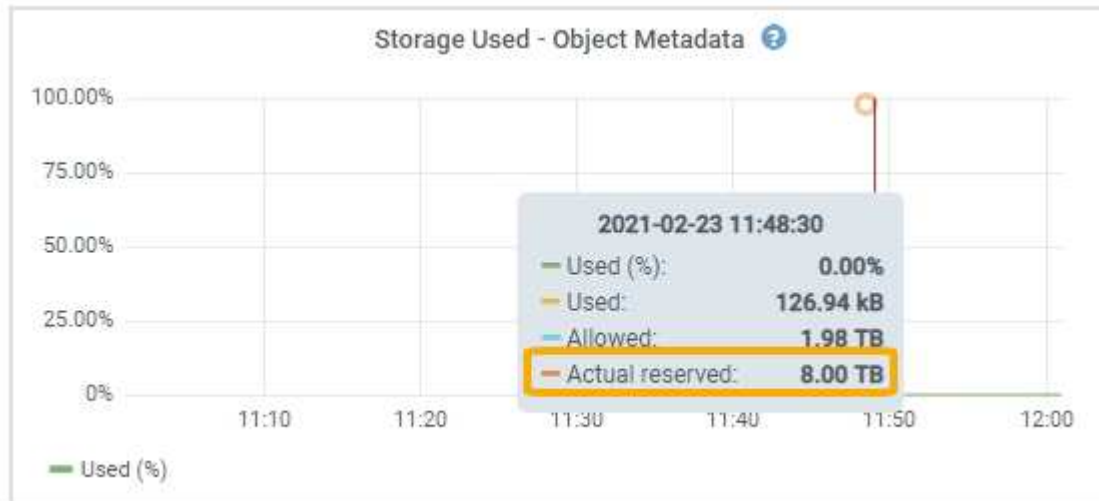 Storage Used - Object Metadata ?
100.00%
75.00%
50.00%
25.00%
0%
2021-02-23 11:48:30
Used (%): 0.00%
Used: 126.94 kB
Allowed: 1.98 TB
Actual reserved: 8.00 TB
11:10 11:20 11:30 11:40 11:50 12:00
Used (%)